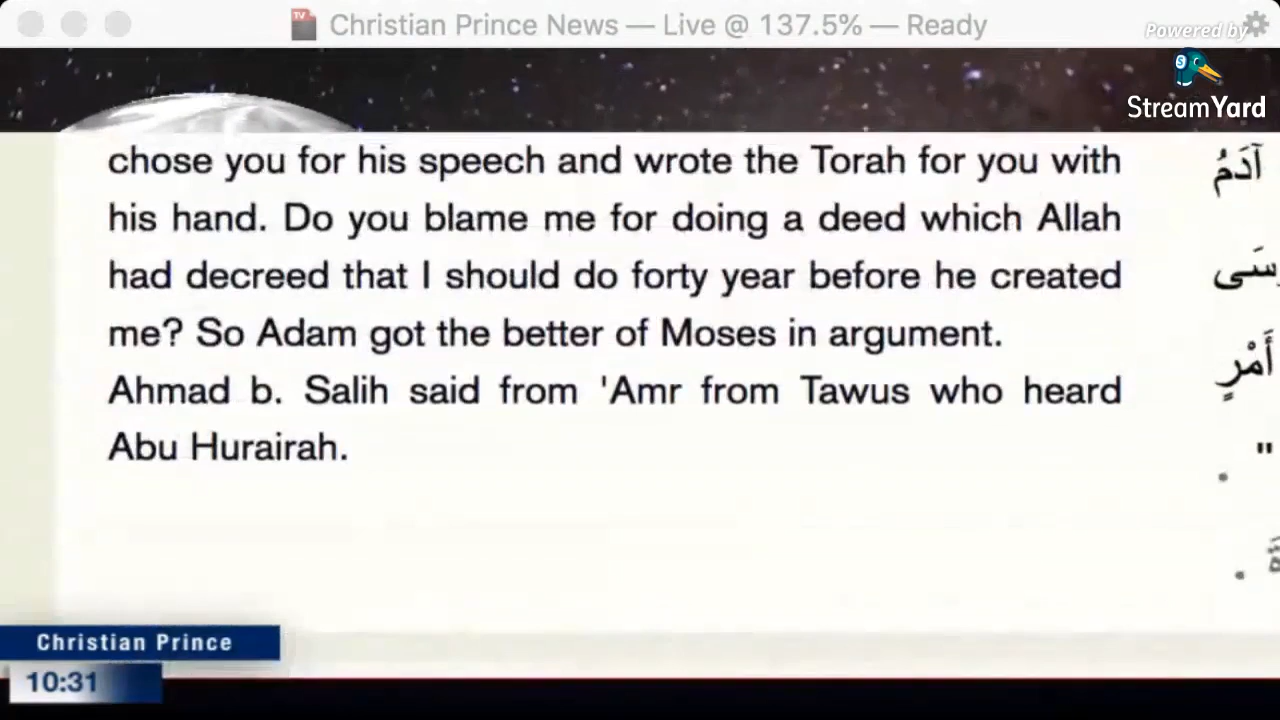 Christian Prince News — Live @ 137.5% — Ready
Powered by
StreamYard
chose you for his speech and wrote the Torah for you with
his hand. Do you blame me for doing a deed which Allah
had decreed that I should do forty year before he created
me? So Adam got the better of Moses in argument.
Ahmad b. Salih said from 'Amr from Tawus who heard
Abu Hurairah.
آدَمُ
أَمْرٍ
" .
Christian Prince
10:31